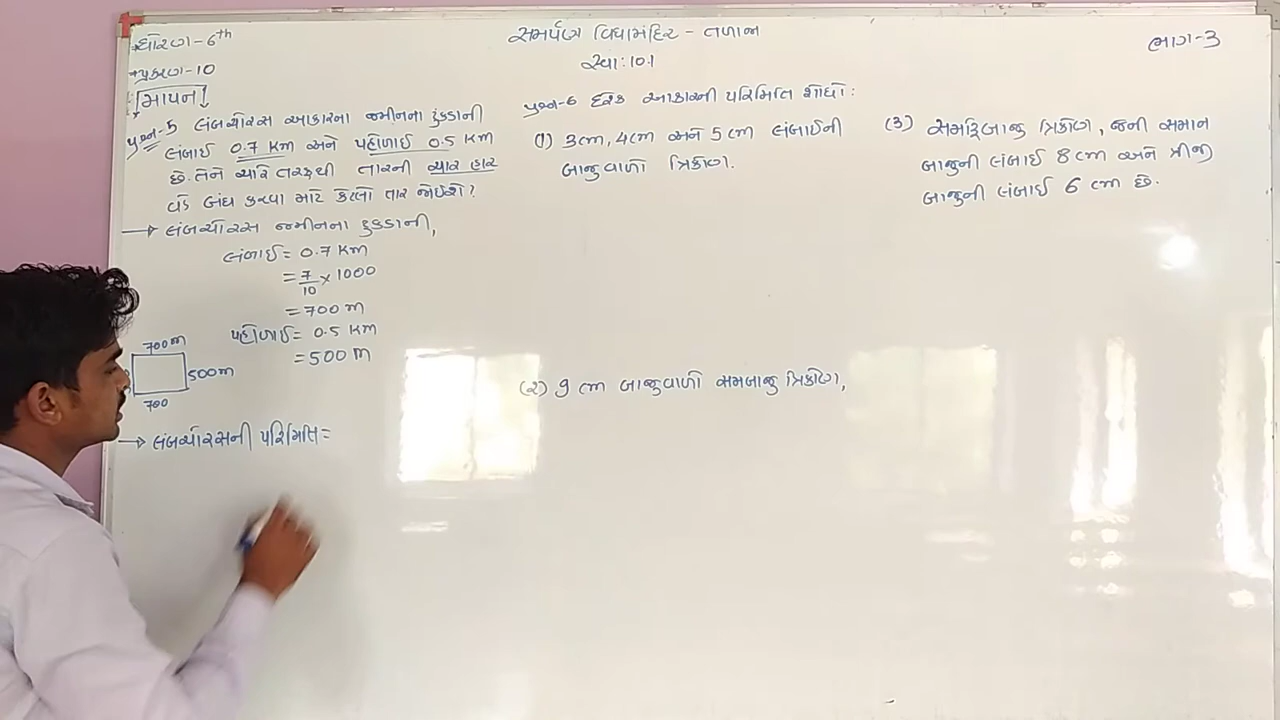 સમર્પણ વિદ્યામંદિર - તળાજા
સ્વા: 10.1
ભાગ-3
ધોરણ-6th
પ્રકરણ-10
માપન
પ્રશ્ન-5 લંબચોરસ આકારના જમીનના ટુકડાની
લંબાઈ 0.7 Km અને પહોળાઈ 0.5 Km
છે. તેને ચારે તરફથી તારની ચાર હાર
વડે બંધ કરવા માટે કેટલો તાર જોઈશે?
→ લંબચોરસ જમીનના ટુકડાની,
લંબાઈ = 0.7 Km
= 7/10 × 1000
= 700 m
પહોળાઈ = 0.5 Km
= 500 m
700 m
500 m
700
→ લંબચોરસની પરિમિતિ =
પ્રશ્ન-6 દરેક આકારની પરિમિતિ શોધો:
(1) 3cm, 4cm અને 5 cm લંબાઈની
બાજુવાળો ત્રિકોણ.
(૨) 9 cm બાજુવાળો સમબાજુ ત્રિકોણ,
(3) સમદ્વિબાજુ ત્રિકોણ, જેની સમાન
બાજુની લંબાઈ 8 cm અને ત્રીજી
બાજુની લંબાઈ 6 cm છે.